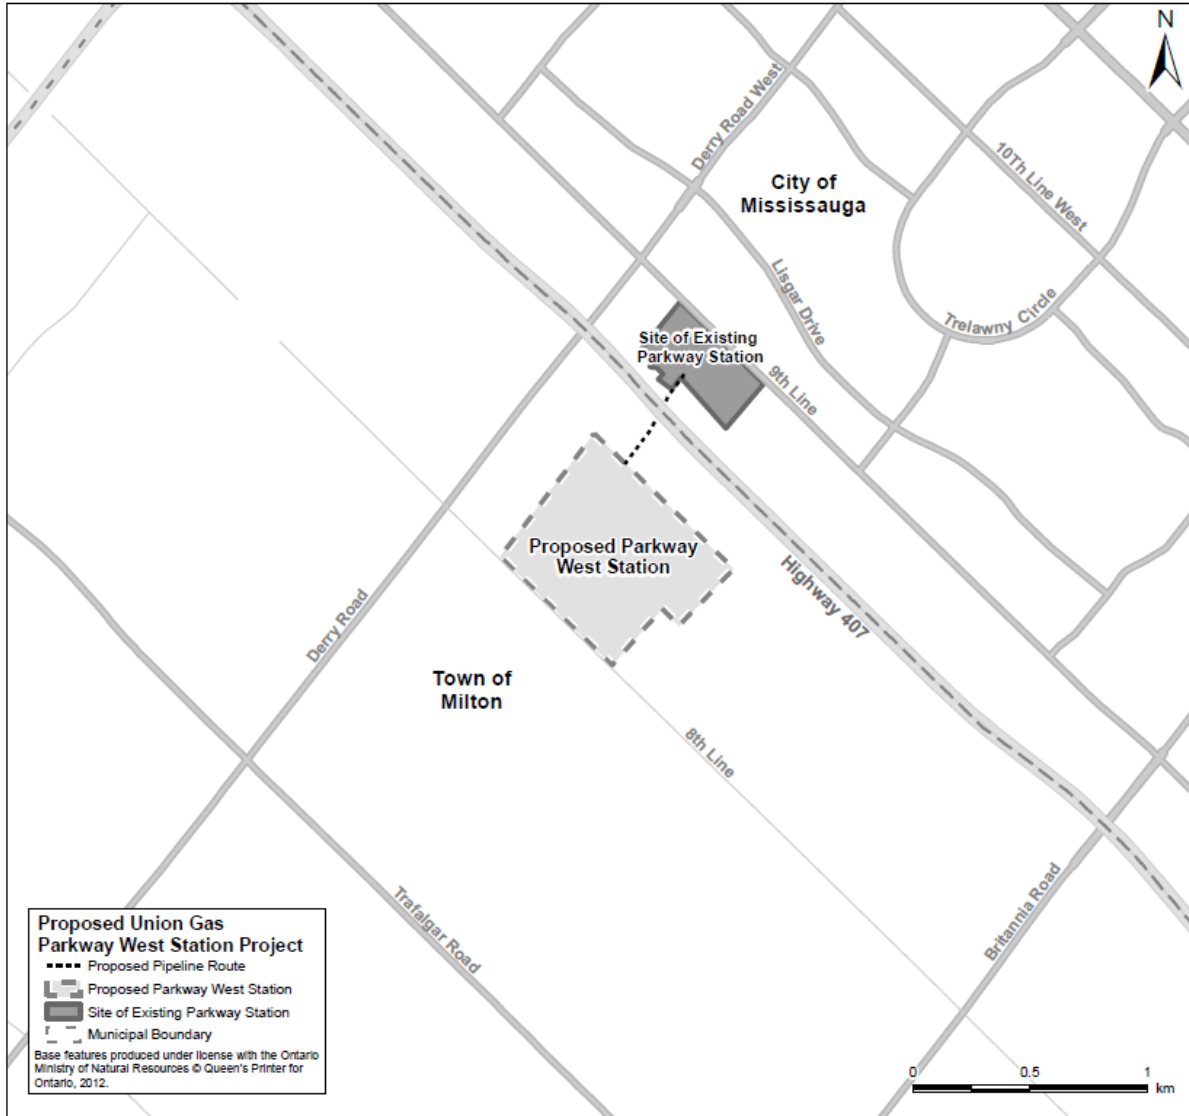 N
Derry Road West
City of
Mississauga
10Th Line West
Lisgar Drive
Trelawny Circle
Site of Existing
Parkway Station
9th Line
Proposed Parkway
West Station
Highway 407
Derry Road
Town of
Milton
8th Line
Trafalgar Road
Britannia Road
Proposed Union Gas
Parkway West Station Project
Proposed Pipeline Route
Proposed Parkway West Station
Site of Existing Parkway Station
Municipal Boundary
Base features produced under license with the Ontario
Ministry of Natural Resources © Queen's Printer for
Ontario, 2012.
0 0.5 1
km